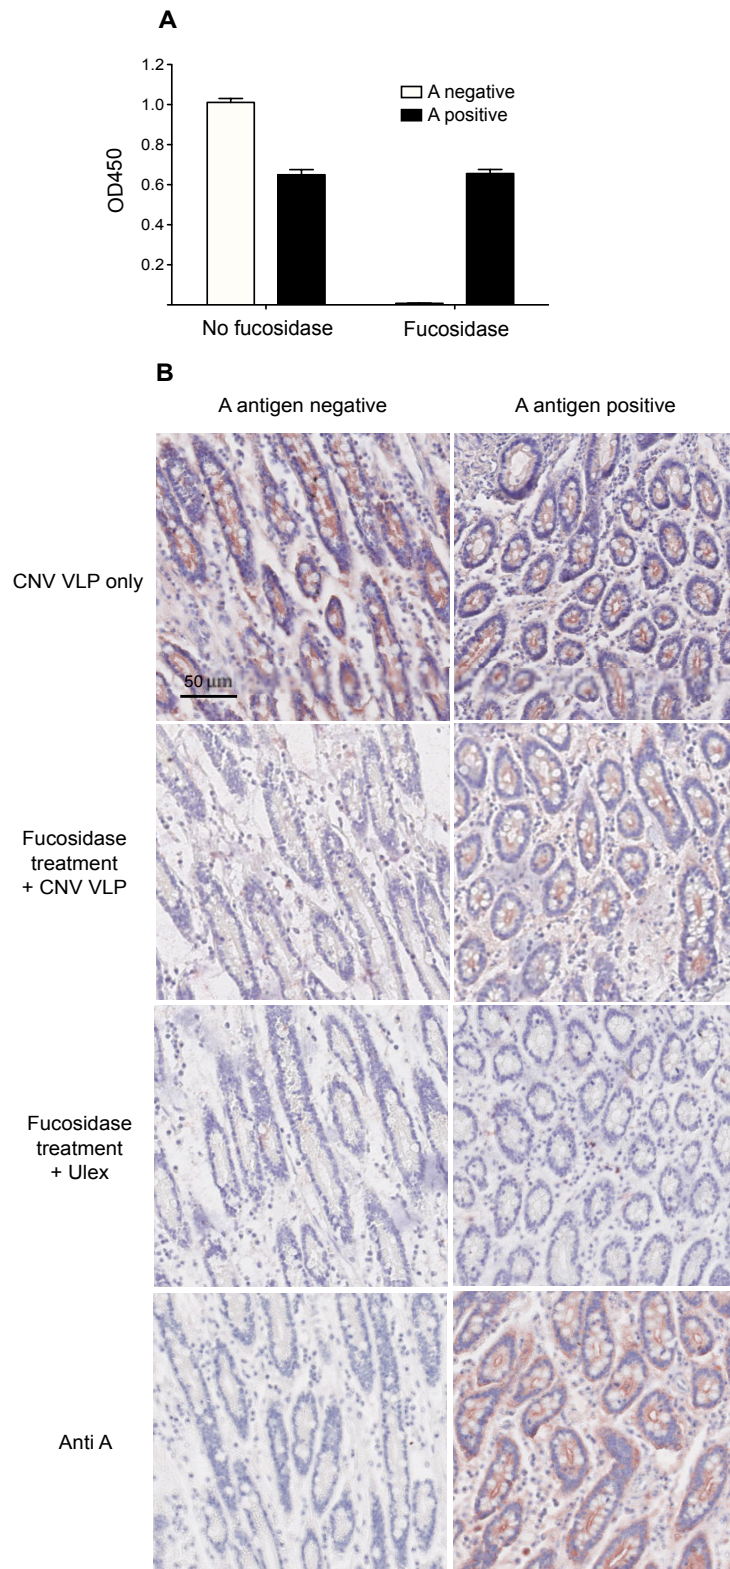 A
1.2
1.0
0.8
0.6
0.4
0.2
OD450
A negative
A positive
No fucosidase
Fucosidase
B
A antigen negative
A antigen positive
CNV VLP only
50 µm
Fucosidase
treatment
+ CNV VLP
Fucosidase
treatment
+ Ulex
Anti A